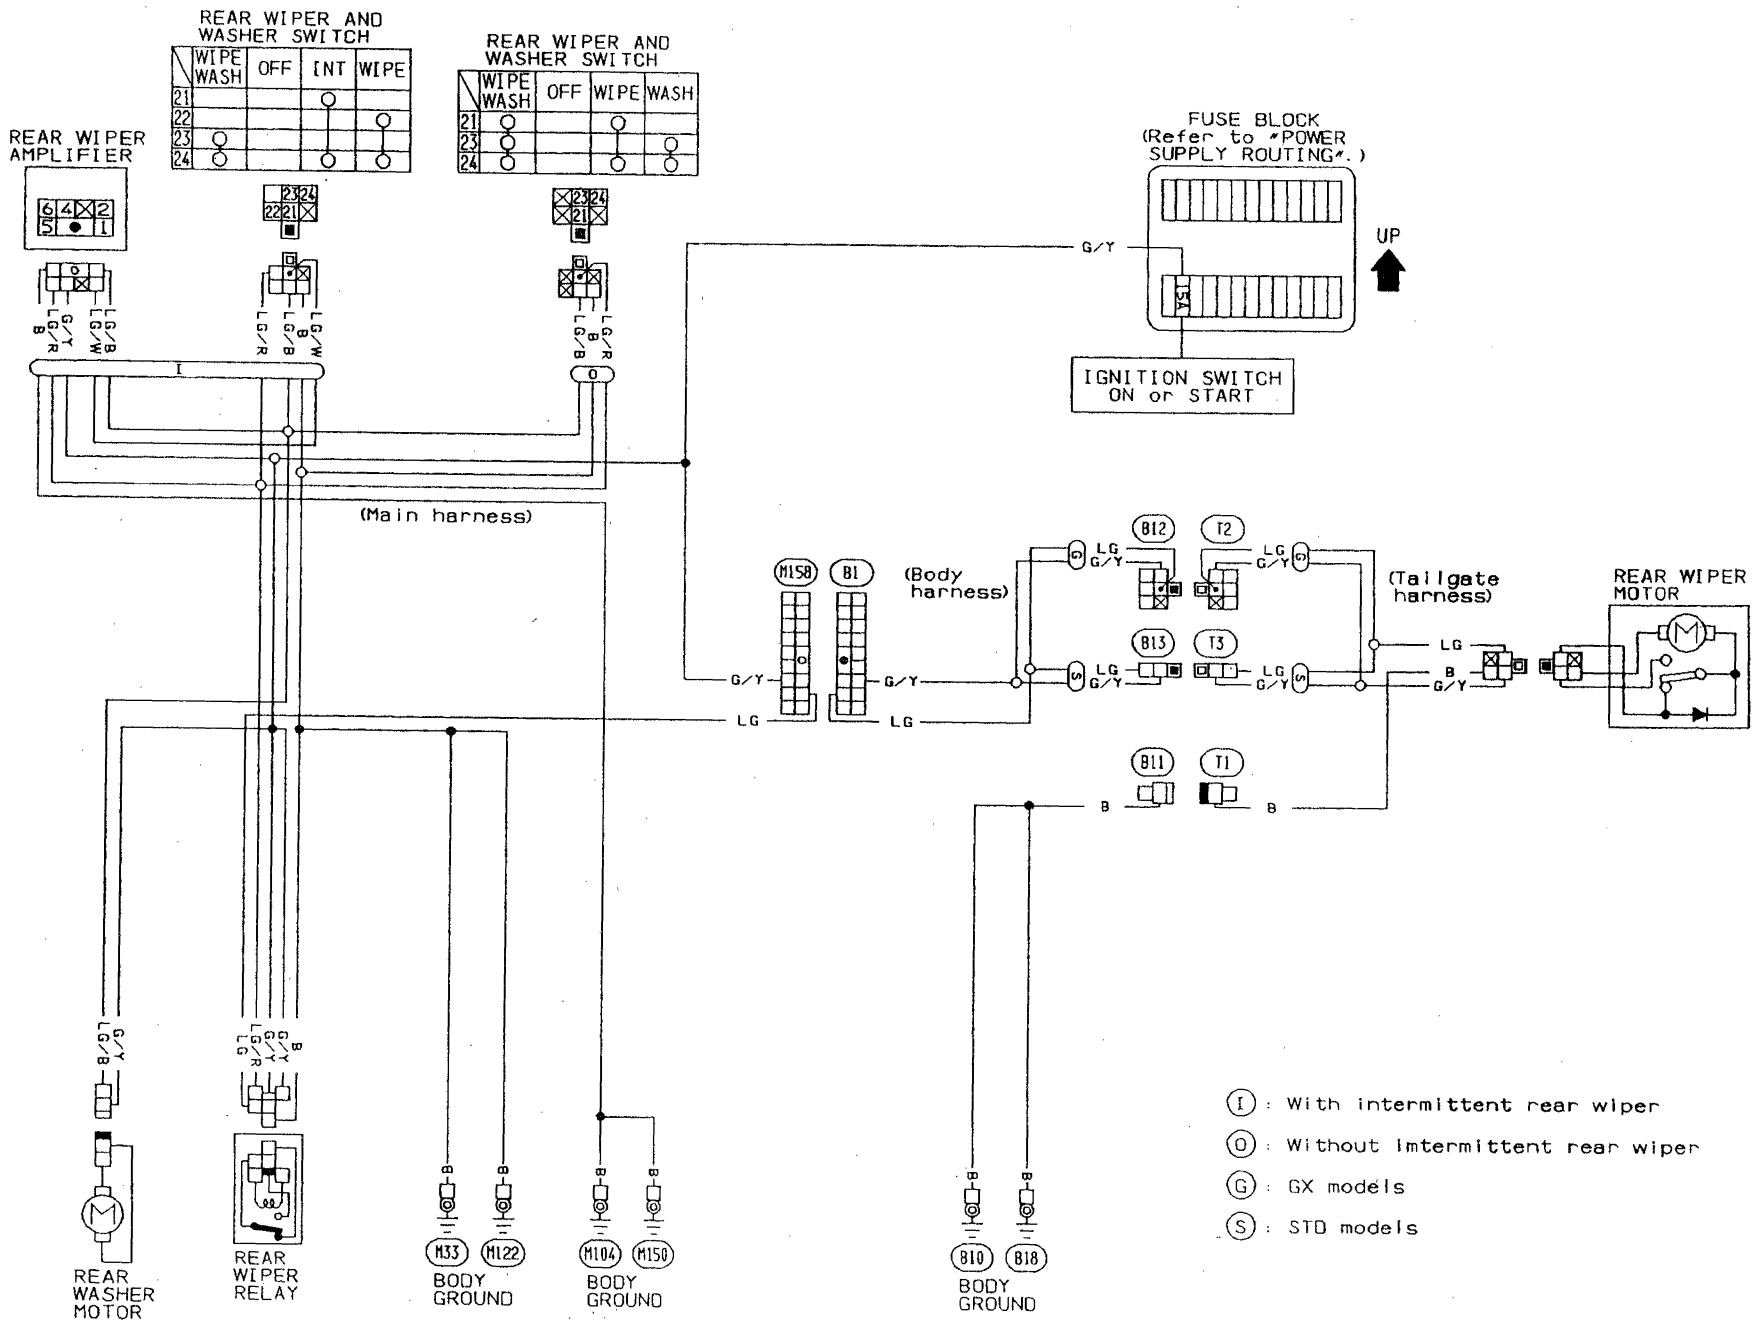 REAR WIPER AND
WASHER SWITCH
WIPE
WASH
OFF
INT
WIPE
21
22
23
24
REAR WIPER AND
WASHER SWITCH
WIPE
WASH
OFF
WIPE
WASH
21
23
24
REAR WIPER
AMPLIFIER
6
4
2
5
1
23
24
22
21
23
24
21
B
LG/R
G/Y
LG/W
LG/B
LG/R
LG/B
B
LG/W
LG/B
B
LG/R
I
O
FUSE BLOCK
(Refer to "POWER
SUPPLY ROUTING".)
UP
G/Y
15A
IGNITION SWITCH
ON or START
(Main harness)
M158
B1
(Body
harness)
G
LG
G/Y
B12
T2
LG
G/Y
G
(Tailgate
harness)
REAR WIPER
MOTOR
M
B13
T3
G/Y
G/Y
S
LG
G/Y
LG
G/Y
S
LG
B
G/Y
LG
LG
B11
T1
B
B
LG/B
G/Y
LG
LG/R
G/Y
G/Y
B
M
REAR
WASHER
MOTOR
REAR
WIPER
RELAY
B
B
M33
M122
BODY
GROUND
B
B
M104
M150
BODY
GROUND
B
B
B10
B18
BODY
GROUND
I : With intermittent rear wiper
O : Without imtermittent rear wiper
G : GX models
S : STD models